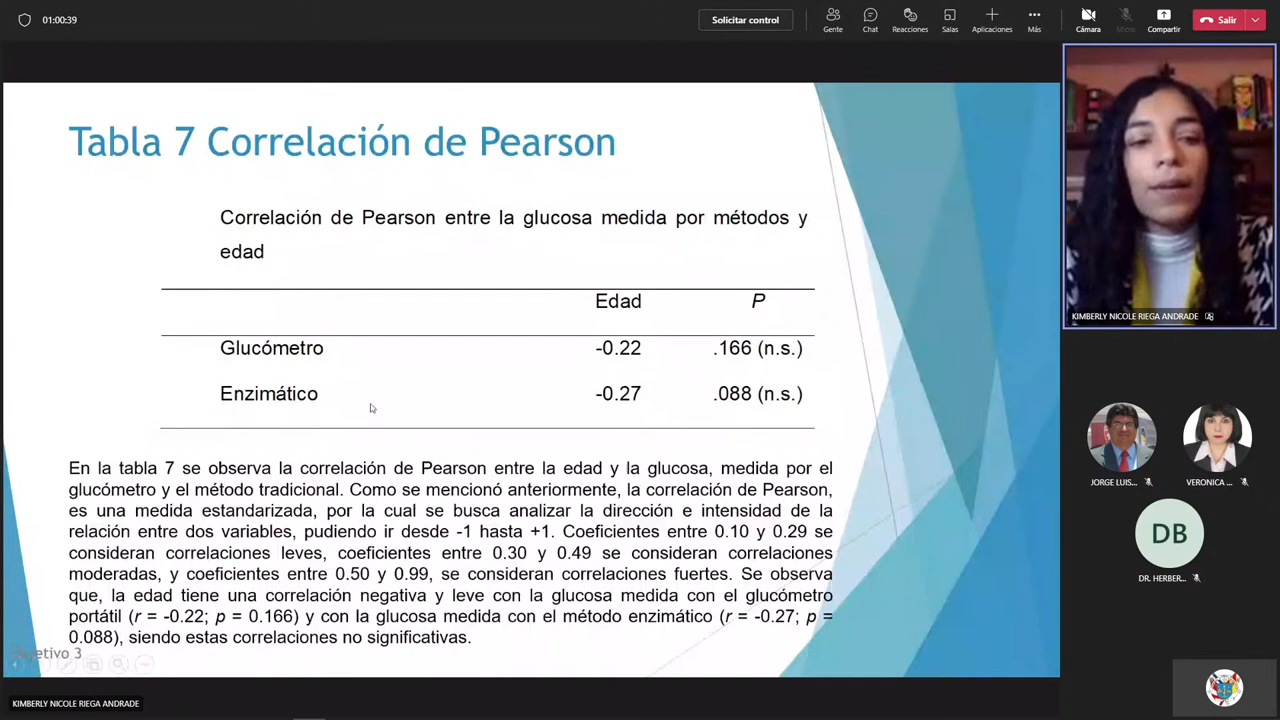 01:00:39
Solicitar control
Gente
Chat
Reacciones
Salas
Aplicaciones
Más
Cámara
Micro
Compartir
Salir
Tabla 7 Correlación de Pearson
Correlación de Pearson entre la glucosa medida por métodos y
edad
Edad P
Glucómetro -0.22 .166 (n.s.)
Enzimático -0.27 .088 (n.s.)
En la tabla 7 se observa la correlación de Pearson entre la edad y la glucosa, medida por el
glucómetro y el método tradicional. Como se mencionó anteriormente, la correlación de Pearson,
es una medida estandarizada, por la cual se busca analizar la dirección e intensidad de la
relación entre dos variables, pudiendo ir desde -1 hasta +1. Coeficientes entre 0.10 y 0.29 se
consideran correlaciones leves, coeficientes entre 0.30 y 0.49 se consideran correlaciones
moderadas, y coeficientes entre 0.50 y 0.99, se consideran correlaciones fuertes. Se observa
que, la edad tiene una correlación negativa y leve con la glucosa medida con el glucómetro
portátil (r = -0.22; p = 0.166) y con la glucosa medida con el método enzimático (r = -0.27; p =
0.088), siendo estas correlaciones no significativas.
3
KIMBERLY NICOLE RIEGA ANDRADE
KIMBERLY NICOLE RIEGA ANDRADE
JORGE LUIS...
VERONICA ...
DB
DR. HERBER...